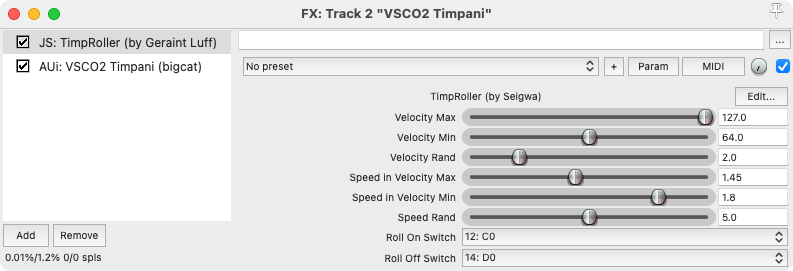 FX: Track 2 "VSCO2 Timpani"
JS: TimpRoller (by Geraint Luff)
AUi: VSCO2 Timpani (bigcat)
...
No preset
+
Param
MIDI
TimpRoller (by Seigwa)
Edit...
Velocity Max 127.0
Velocity Min 64.0
Velocity Rand 2.0
Speed in Velocity Max 1.45
Speed in Velocity Min 1.8
Speed Rand 5.0
Roll On Switch 12: C0
Roll Off Switch 14: D0
Add
Remove
0.01%/1.2% 0/0 spls